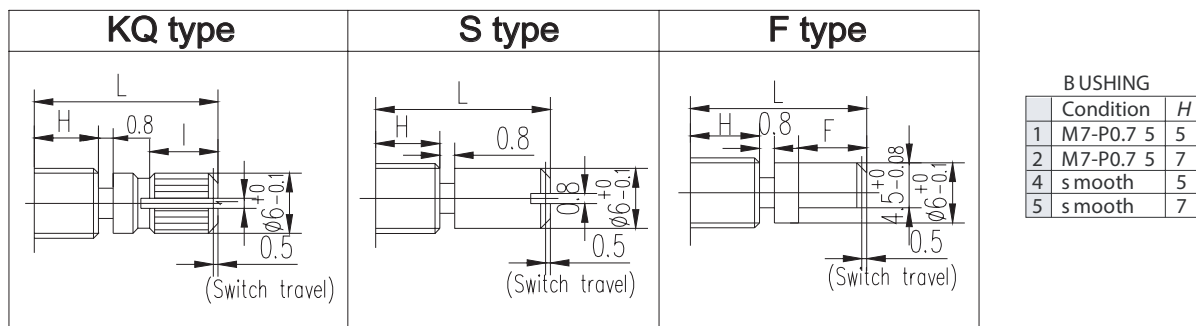 KQ type
S type
F type
L
H
0.8
I
ø6+0-0.1
0.5
(Switch travel)
L
H
0.8
0.8
ø6+0-0.1
0.5
(Switch travel)
L
H
0.8
F
4.5+0-0.08
ø6+0-0.1
0.5
(Switch travel)
BUSHING
Condition H
1 M7-P0.7 5 5
2 M7-P0.7 5 7
4 smooth 5
5 smooth 7